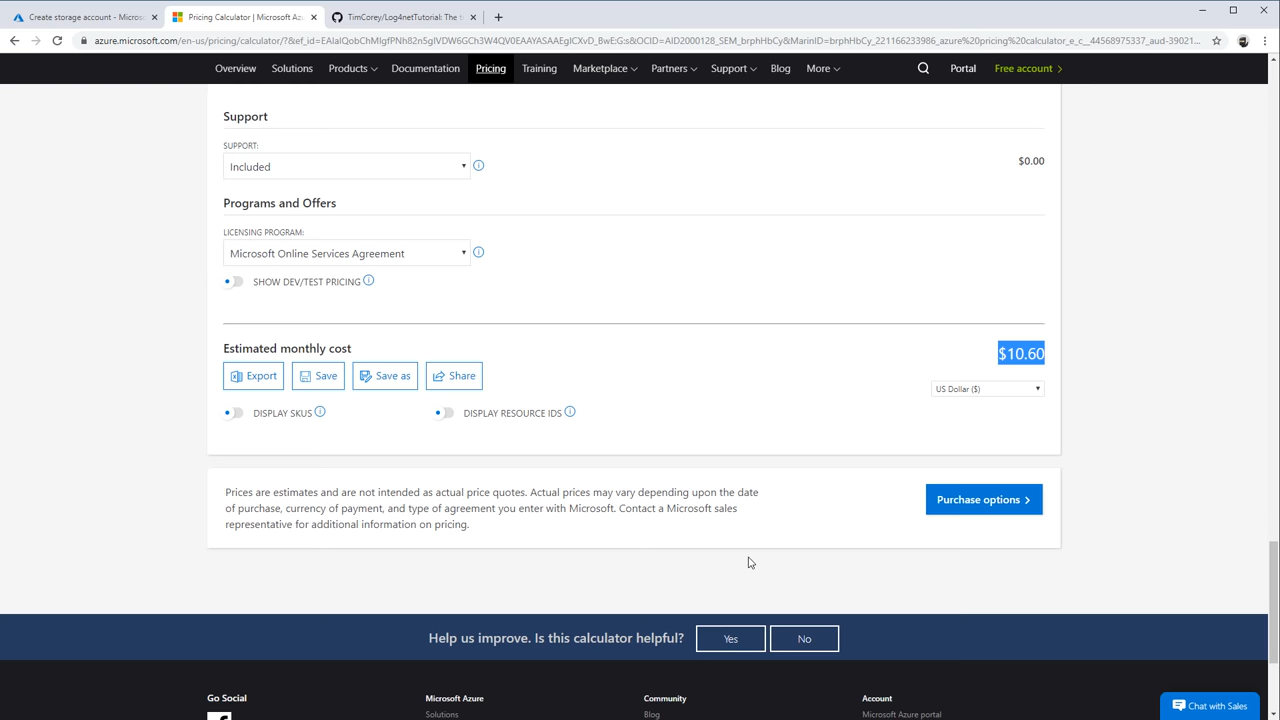 Create storage account - Microso
Pricing Calculator | Microsoft Azu
TimCorey/Log4netTutorial: The t
azure.microsoft.com/en-us/pricing/calculator/?&ef_id=EAIaIQobChMIgfPNh82n5gIVDW6GCh3W4QV0EAAYASAAEgICXvD_BwE:G:s&OCID=AID2000128_SEM_brphHbCy&MarinID=brphHbCy_221166233986_azure%20pricing%20calculator_e_c__44568975337_aud-39021...
Overview Solutions Products Documentation Pricing Training Marketplace Partners Support Blog More Portal Free account
Support
SUPPORT:
Included
$0.00
Programs and Offers
LICENSING PROGRAM:
Microsoft Online Services Agreement
SHOW DEV/TEST PRICING
Estimated monthly cost
$10.60
Export Save Save as Share
US Dollar ($)
DISPLAY SKUS DISPLAY RESOURCE IDS
Prices are estimates and are not intended as actual price quotes. Actual prices may vary depending upon the date
of purchase, currency of payment, and type of agreement you enter with Microsoft. Contact a Microsoft sales
representative for additional information on pricing.
Purchase options
Help us improve. Is this calculator helpful? Yes No
Go Social Microsoft Azure Community Account
Solutions Blog Microsoft Azure portal
Chat with Sales